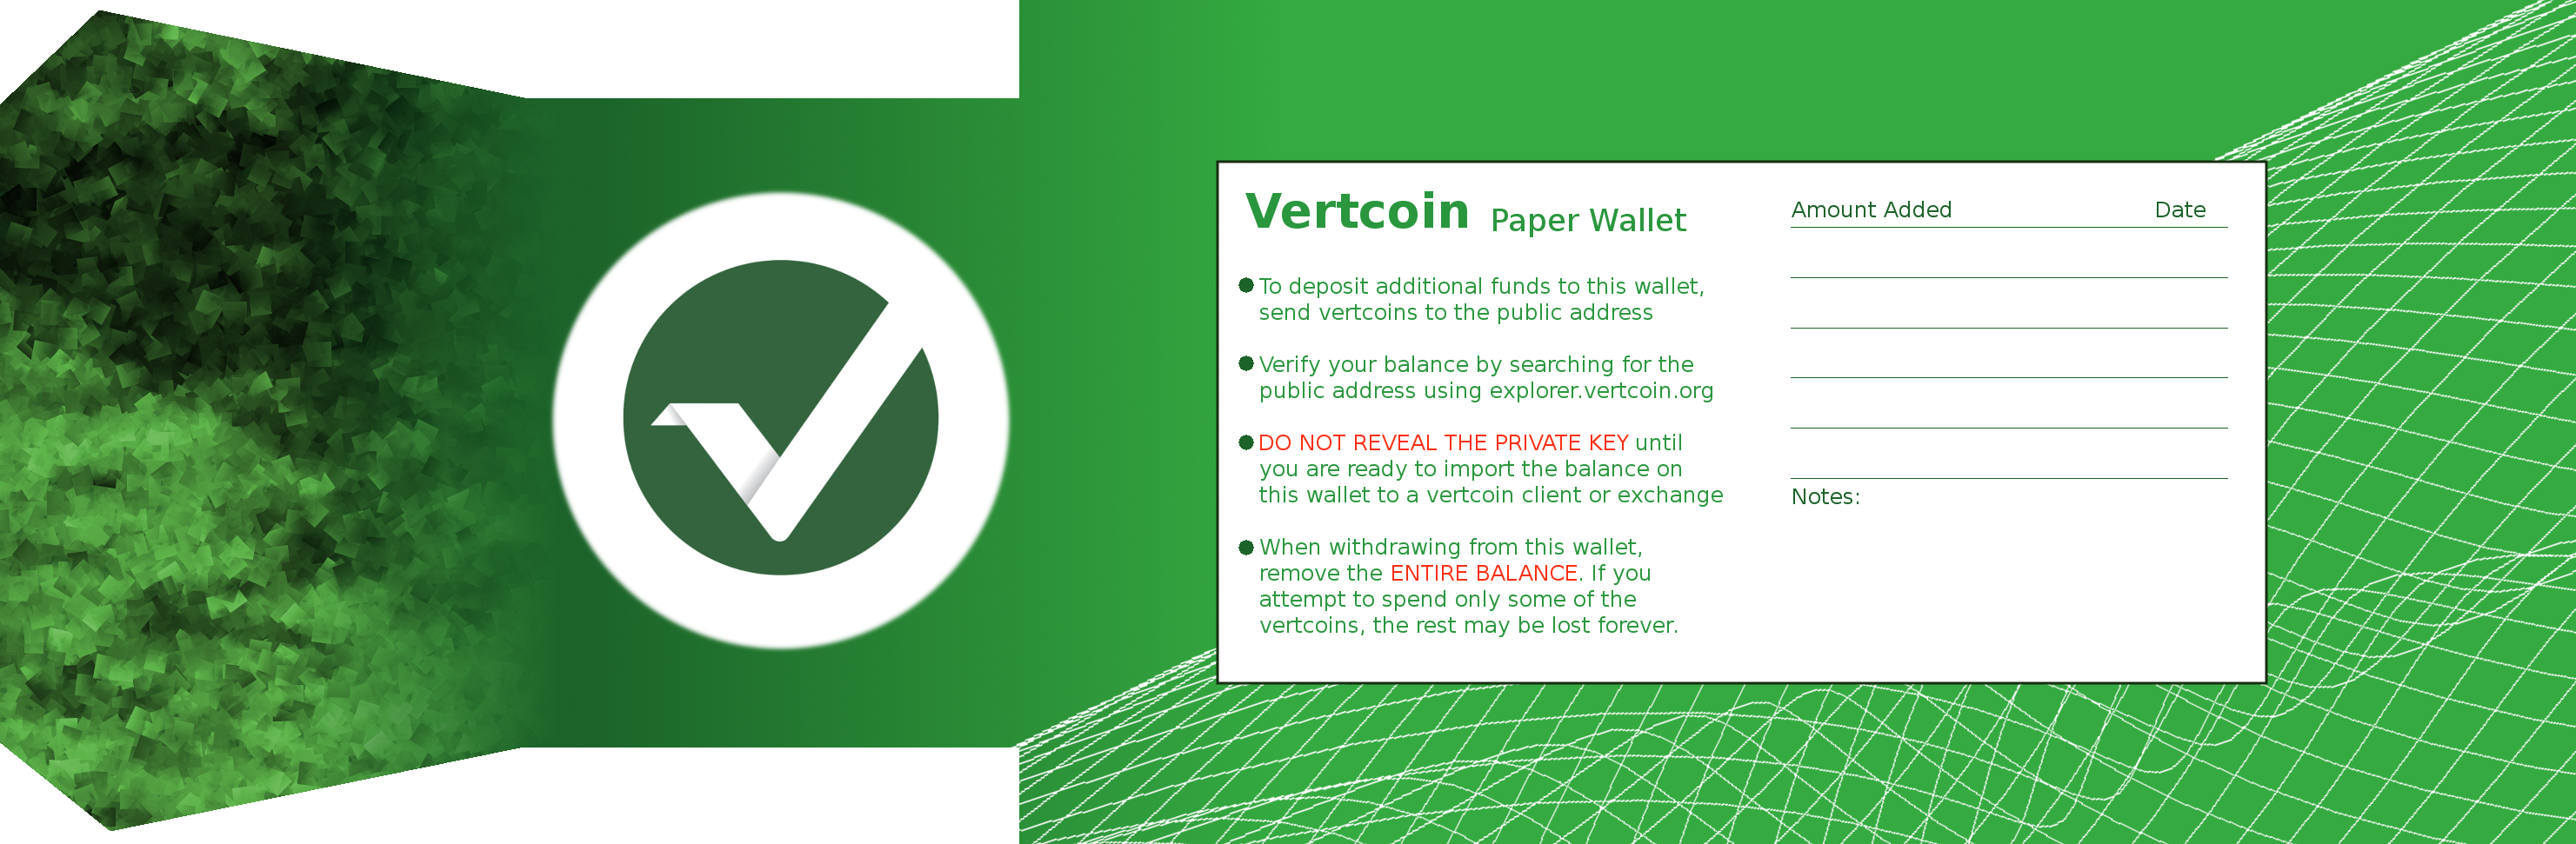 Vertcoin Paper Wallet
To deposit additional funds to this wallet,
send vertcoins to the public address
Verify your balance by searching for the
public address using explorer.vertcoin.org
DO NOT REVEAL THE PRIVATE KEY until
you are ready to import the balance on
this wallet to a vertcoin client or exchange
When withdrawing from this wallet,
remove the ENTIRE BALANCE. If you
attempt to spend only some of the
vertcoins, the rest may be lost forever.
Amount Added Date
Notes: